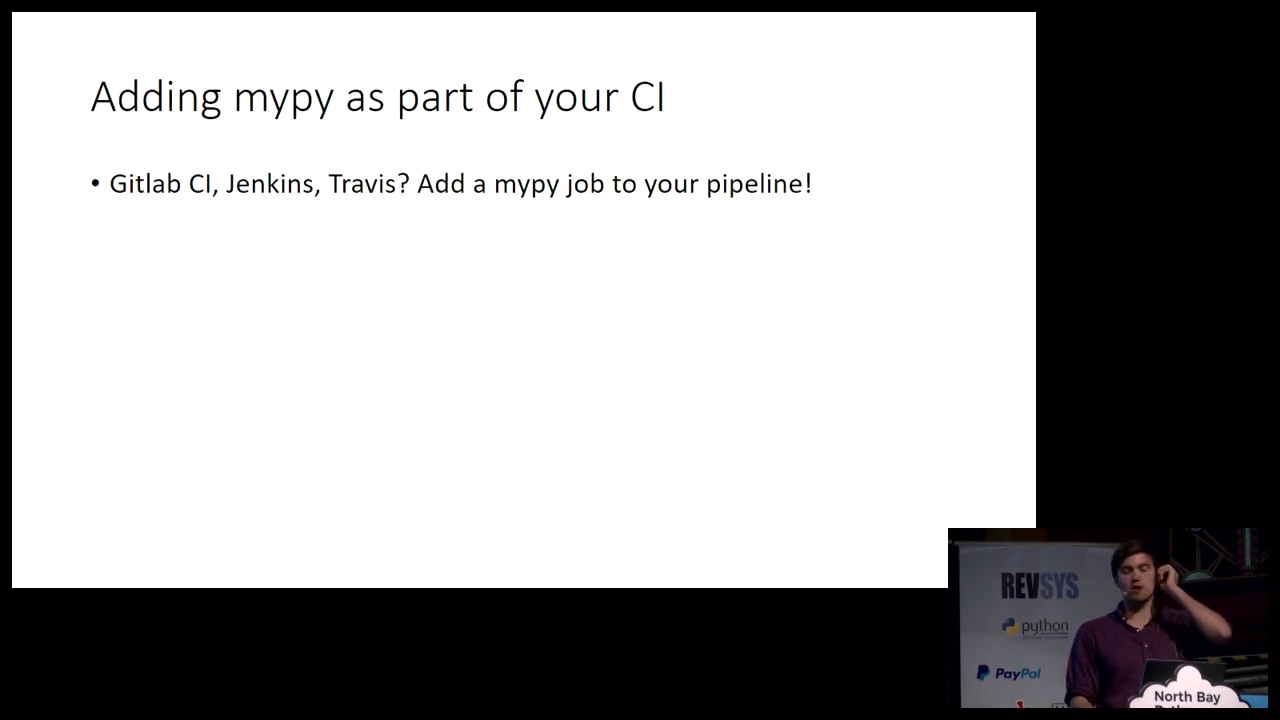 Adding mypy as part of your CI
• Gitlab CI, Jenkins, Travis? Add a mypy job to your pipeline!
REVSYS
python
PayPal
North Bay